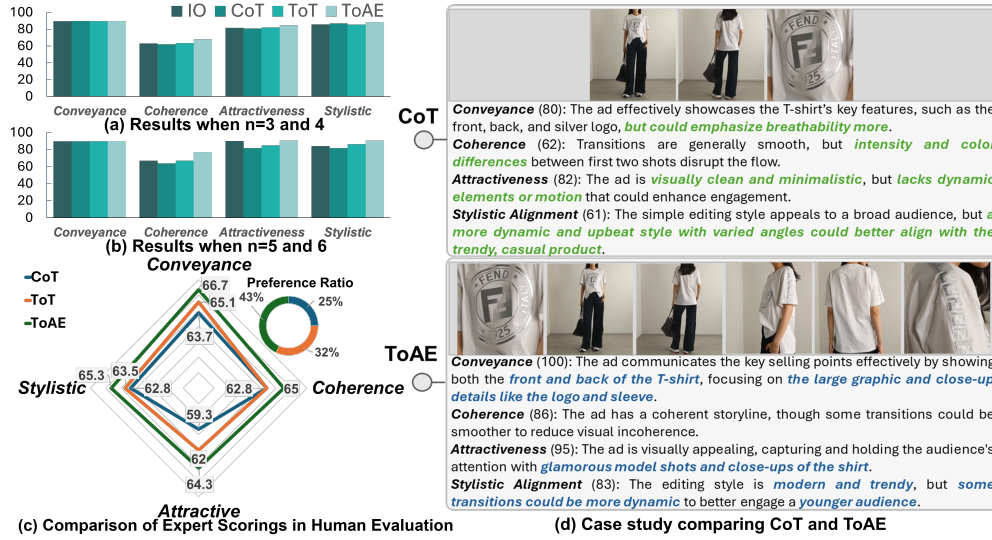 IO CoT ToT ToAE
100
80
60
40
20
0
Conveyance Coherence Attractiveness Stylistic
(a) Results when n=3 and 4
100
80
60
40
20
0
Conveyance Coherence Attractiveness Stylistic
(b) Results when n=5 and 6
Conveyance
CoT
ToT
ToAE
Preference Ratio
43%
25%
32%
66.7
65.1
63.7
65.3
63.5
62.8
62.8
65
Stylistic
Coherence
59.3
62
64.3
Attractive
(c) Comparison of Expert Scorings in Human Evaluation
CoT
FEND
ITAL
925
Conveyance (80): The ad effectively showcases the T-shirt's key features, such as the
front, back, and silver logo, but could emphasize breathability more.
Coherence (62): Transitions are generally smooth, but intensity and color
differences between first two shots disrupt the flow.
Attractiveness (82): The ad is visually clean and minimalistic, but lacks dynamic
elements or motion that could enhance engagement.
Stylistic Alignment (61): The simple editing style appeals to a broad audience, but a
more dynamic and upbeat style with varied angles could better align with the
trendy, casual product.
ToAE
FEND
925
Conveyance (100): The ad communicates the key selling points effectively by showing
both the front and back of the T-shirt, focusing on the large graphic and close-up
details like the logo and sleeve.
Coherence (86): The ad has a coherent storyline, though some transitions could be
smoother to reduce visual incoherence.
Attractiveness (95): The ad is visually appealing, capturing and holding the audience's
attention with glamorous model shots and close-ups of the shirt.
Stylistic Alignment (83): The editing style is modern and trendy, but some
transitions could be more dynamic to better engage a younger audience.
(d) Case study comparing CoT and ToAE